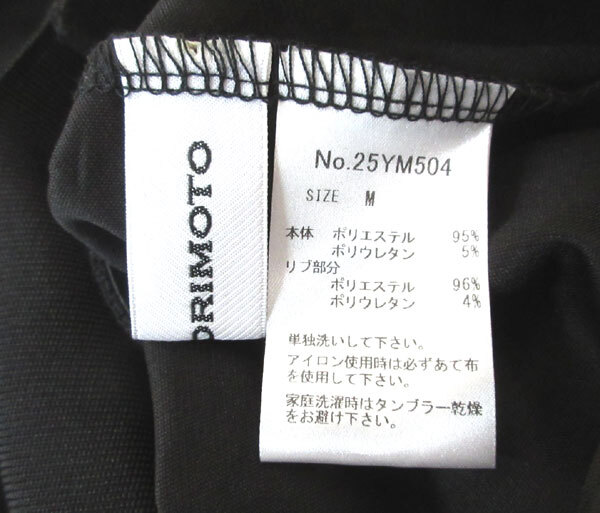 ORIMOTO
No.25YM504
SIZE M
本体 ポリエステル 95%
ポリウレタン 5%
リブ部分
ポリエステル 96%
ポリウレタン 4%
単独洗いして下さい。
アイロン使用時は必ずあて布
を使用して下さい。
家庭洗濯時はタンブラー乾燥
をお避け下さい。